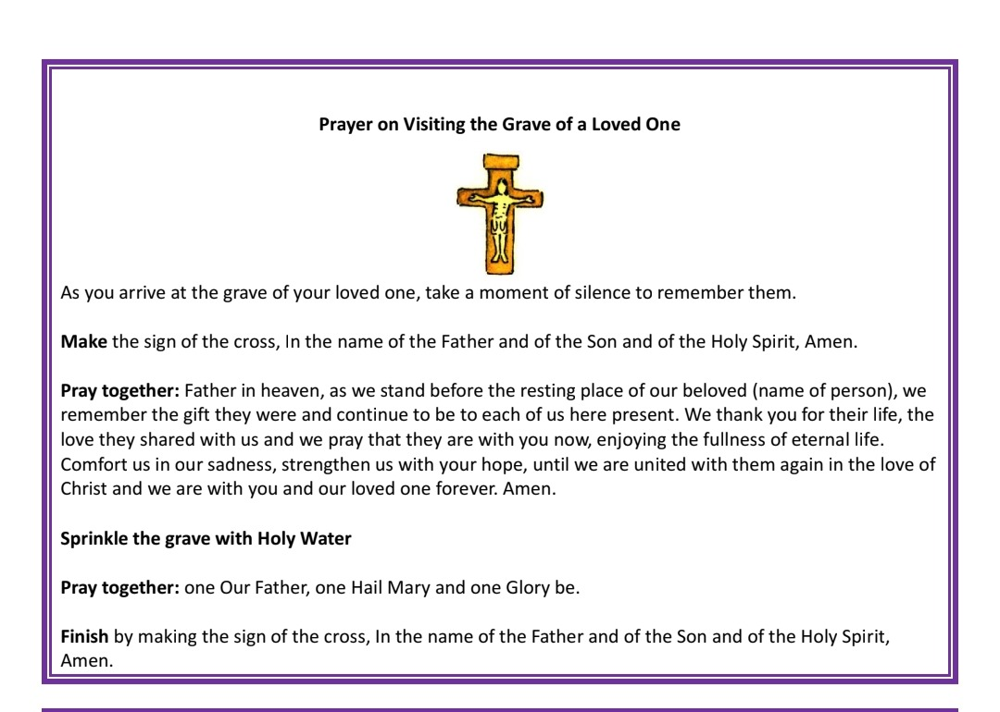 Prayer on Visiting the Grave of a Loved One
As you arrive at the grave of your loved one, take a moment of silence to remember them.
Make the sign of the cross, In the name of the Father and of the Son and of the Holy Spirit, Amen.
Pray together: Father in heaven, as we stand before the resting place of our beloved (name of person), we
remember the gift they were and continue to be to each of us here present. We thank you for their life, the
love they shared with us and we pray that they are with you now, enjoying the fullness of eternal life.
Comfort us in our sadness, strengthen us with your hope, until we are united with them again in the love of
Christ and we are with you and our loved one forever. Amen.
Sprinkle the grave with Holy Water
Pray together: one Our Father, one Hail Mary and one Glory be.
Finish by making the sign of the cross, In the name of the Father and of the Son and of the Holy Spirit,
Amen.